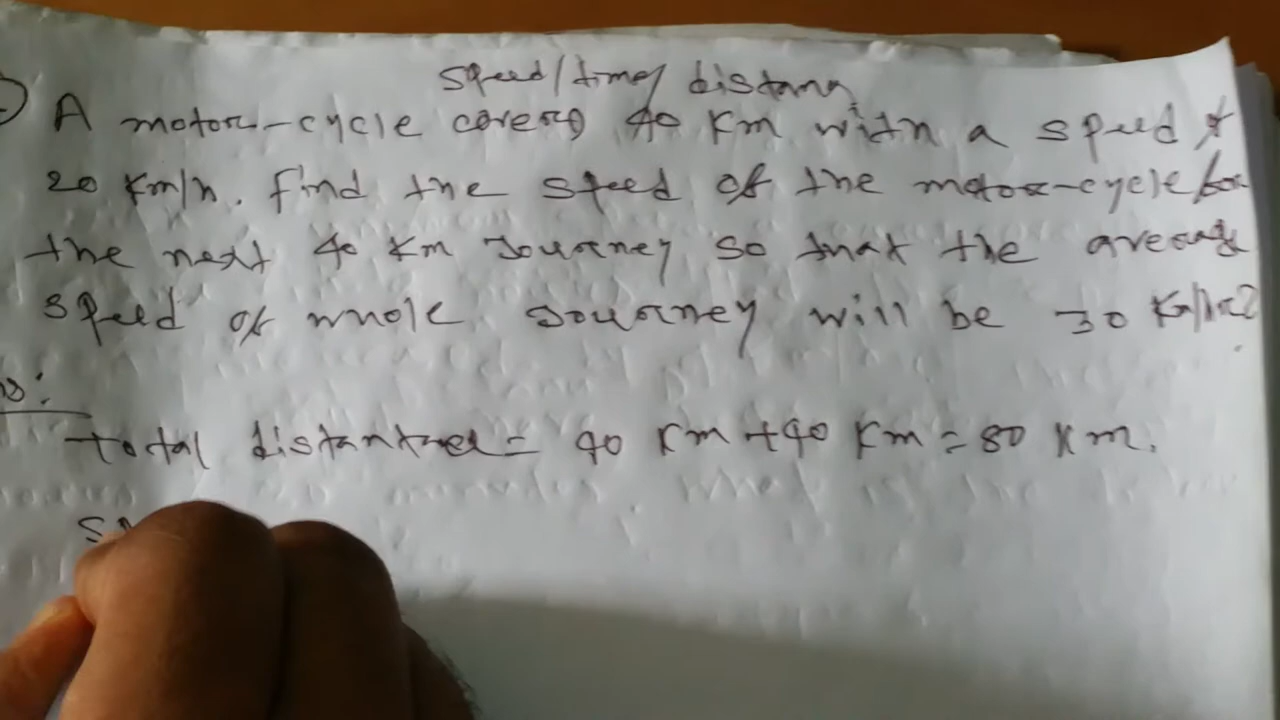 Speed/time/distan
A motor-cycle covers 40 Km with a speed of
20 Km/h. Find the speed of the motor-cycle for
the next 40 Km Journey so that the average
speed of whole Journey will be 30 Km/hr?
Total = 40 Km + 40 Km = 80 Km.